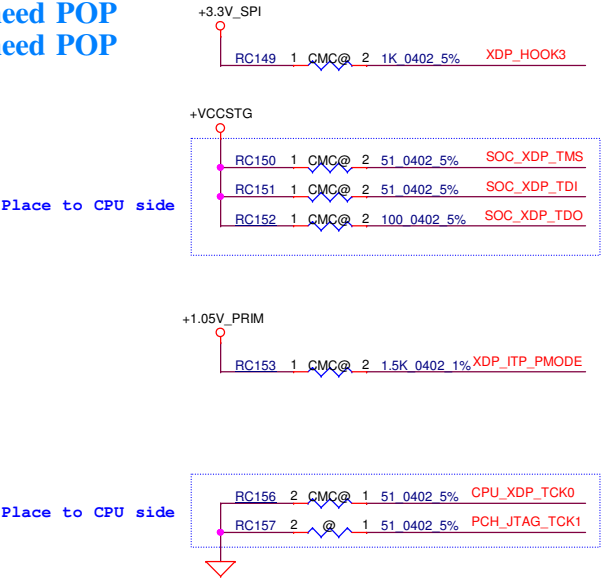 need POP
need POP
+3.3V_SPI
RC149 1 CMC@ 2 1K_0402_5% XDP_HOOK3
+VCCSTG
RC150 1 CMC@ 2 51_0402_5% SOC_XDP_TMS
RC151 1 CMC@ 2 51_0402_5% SOC_XDP_TDI
Place to CPU side
RC152 1 CMC@ 2 100_0402_5% SOC_XDP_TDO
+1.05V_PRIM
RC153 1 CMC@ 2 1.5K_0402_1% XDP_ITP_PMODE
RC156 2 CMC@ 1 51_0402_5% CPU_XDP_TCK0
Place to CPU side
RC157 2 @ 1 51_0402_5% PCH_JTAG_TCK1